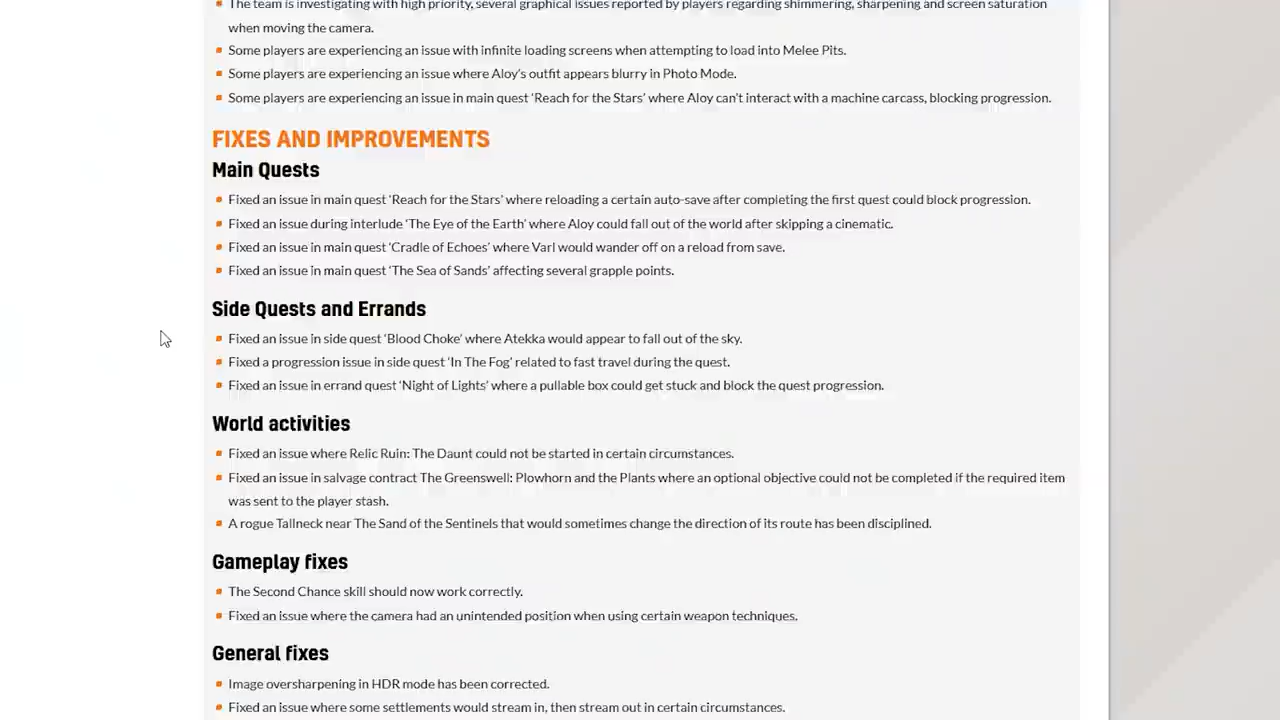 The team is investigating with high priority, several graphical issues reported by players regarding shimmering, sharpening and screen saturation
when moving the camera.
Some players are experiencing an issue with infinite loading screens when attempting to load into Melee Pits.
Some players are experiencing an issue where Aloy's outfit appears blurry in Photo Mode.
Some players are experiencing an issue in main quest 'Reach for the Stars' where Aloy can't interact with a machine carcass, blocking progression.
FIXES AND IMPROVEMENTS
Main Quests
Fixed an issue in main quest 'Reach for the Stars' where reloading a certain auto-save after completing the first quest could block progression.
Fixed an issue during interlude 'The Eye of the Earth' where Aloy could fall out of the world after skipping a cinematic.
Fixed an issue in main quest 'Cradle of Echoes' where Varl would wander off on a reload from save.
Fixed an issue in main quest 'The Sea of Sands' affecting several grapple points.
Side Quests and Errands
Fixed an issue in side quest 'Blood Choke' where Atekka would appear to fall out of the sky.
Fixed a progression issue in side quest 'In The Fog' related to fast travel during the quest.
Fixed an issue in errand quest 'Night of Lights' where a pullable box could get stuck and block the quest progression.
World activities
Fixed an issue where Relic Ruin: The Daunt could not be started in certain circumstances.
Fixed an issue in salvage contract The Greenswell: Plowhorn and the Plants where an optional objective could not be completed if the required item
was sent to the player stash.
A rogue Tallneck near The Sand of the Sentinels that would sometimes change the direction of its route has been disciplined.
Gameplay fixes
The Second Chance skill should now work correctly.
Fixed an issue where the camera had an unintended position when using certain weapon techniques.
General fixes
Image oversharpening in HDR mode has been corrected.
Fixed an issue where some settlements would stream in, then stream out in certain circumstances.